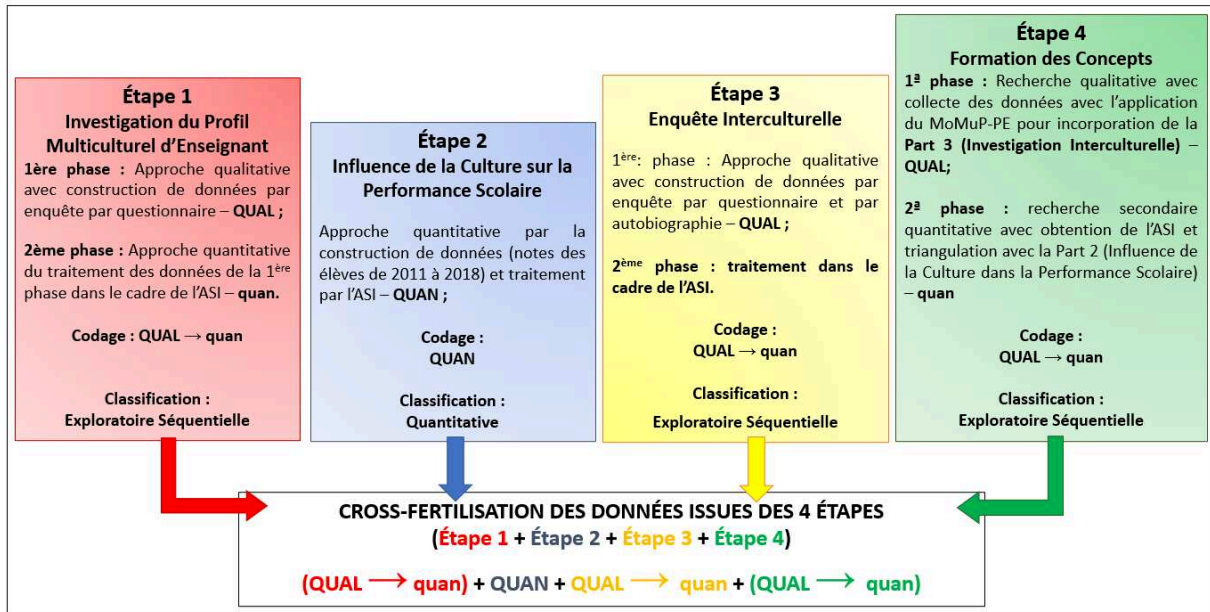 Étape 1
Investigation du Profil
Multiculturel d’Enseignant
1ère phase : Approche qualitative
avec construction de données par
enquête par questionnaire – QUAL ;
2ème phase : Approche quantitative
du traitement des données de la 1ère
phase dans le cadre de l’ASI – quan.
Codage : QUAL → quan
Classification :
Exploratoire Séquentielle
Étape 2
Influence de la Culture sur la
Performance Scolaire
Approche quantitative par la
construction de données (notes des
élèves de 2011 à 2018) et traitement
par l’ASI – QUAN ;
Codage :
QUAN
Classification :
Quantitative
Étape 3
Enquête Interculturelle
1ère: phase : Approche qualitative
avec construction de données par
enquête par questionnaire et par
autobiographie – QUAL ;
2ème phase : traitement dans le
cadre de l’ASI.
Codage :
QUAL → quan
Classification :
Exploratoire Séquentielle
Étape 4
Formation des Concepts
1ª phase : Recherche qualitative avec
collecte des données avec l’application
du MoMuP-PE pour incorporation de la
Part 3 (Investigation Interculturelle) –
QUAL;
2ª phase : recherche secondaire
quantitative avec obtention de l’ASI et
triangulation avec la Part 2 (Influence de
la Culture dans la Performance Scolaire)
– quan
Codage :
QUAL → quan
Classification :
Exploratoire Séquentielle
CROSS-FERTILISATION DES DONNÉES ISSUES DES 4 ÉTAPES
(Étape 1 + Étape 2 + Étape 3 + Étape 4)
(QUAL → quan) + QUAN + QUAL → quan + (QUAL → quan)